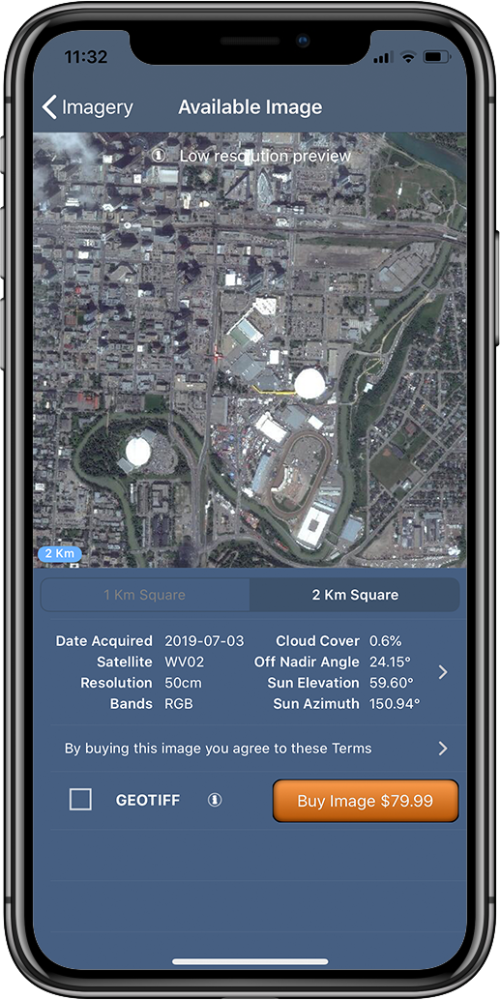 11:32
Imagery
Available Image
Low resolution preview
2 Km
1 Km Square
2 Km Square
Date Acquired 2019-07-03 Cloud Cover 0.6%
Satellite WV02 Off Nadir Angle 24.15°
Resolution 50cm Sun Elevation 59.60°
Bands RGB Sun Azimuth 150.94°
By buying this image you agree to these Terms
GEOTIFF
Buy Image $79.99